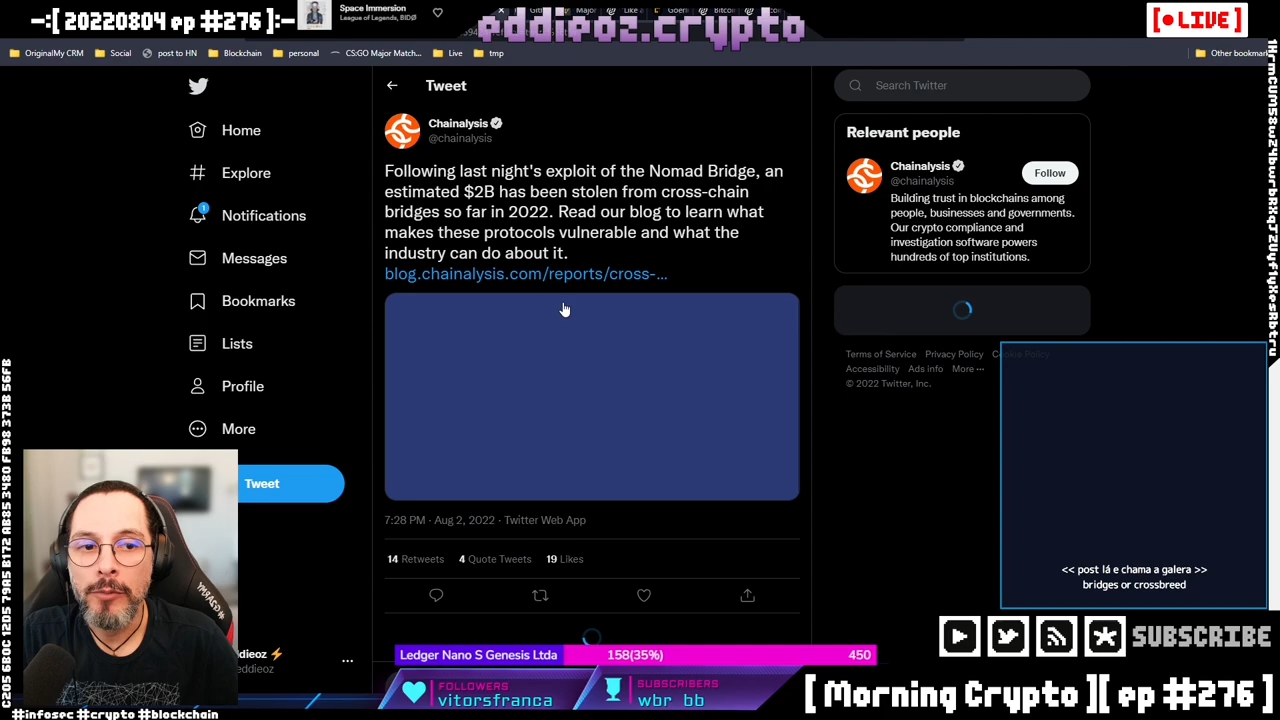 -:[ 20220804 ep #276 ]:-
Space Immersion
League of Legends, BIDØ
eddieoz.crypto
[● LIVE]
OriginalMy CRM
Social
post to HN
Blockchain
personal
CS:GO Major Match...
Live
tmp
Other bookmar
Tweet
Search Twitter
Home
Explore
1
Notifications
Messages
Bookmarks
Lists
Profile
More
Tweet
ddieoz⚡
eddieoz
Chainalysis
@chainalysis
Following last night's exploit of the Nomad Bridge, an
estimated $2B has been stolen from cross-chain
bridges so far in 2022. Read our blog to learn what
makes these protocols vulnerable and what the
industry can do about it.
blog.chainalysis.com/reports/cross-...
7:28 PM · Aug 2, 2022 · Twitter Web App
14 Retweets 4 Quote Tweets 19 Likes
Relevant people
Chainalysis
@chainalysis
Follow
Building trust in blockchains among
people, businesses and governments.
Our crypto compliance and
investigation software powers
hundreds of top institutions.
Terms of Service Privacy Policy Cookie Policy
Accessibility Ads info More ···
© 2022 Twitter, Inc.
<< post lá e chama a galera >>
bridges or crossbreed
SUBSCRIBE
Ledger Nano S Genesis Ltda 158(35%) 450
FOLLOWERS
vitorsfranca
SUBSCRIBERS
wbr_bb
[ Morning Crypto ][ ep #276 ]
#infosec #crypto #blockchain